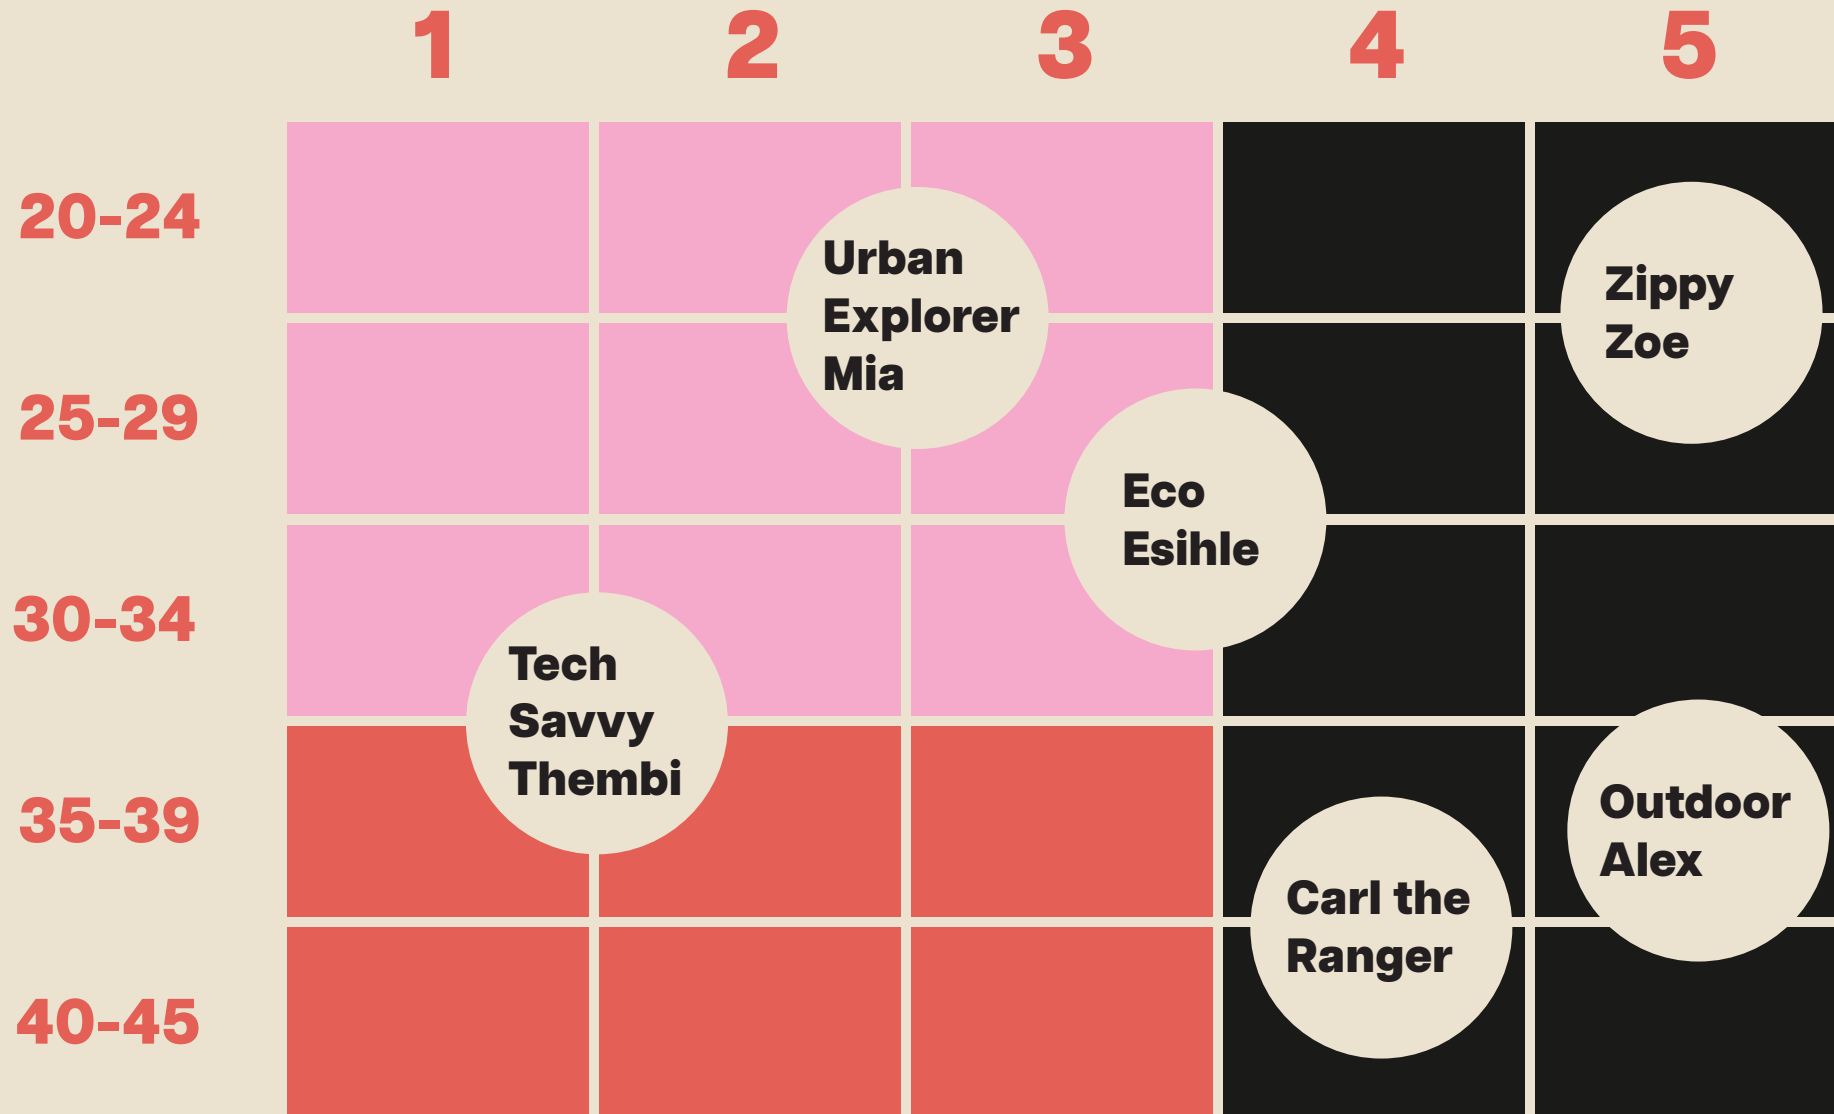 1 2 3 4 5
20-24
Urban
Explorer
Mia
Zippy
Zoe
25-29
Eco
Esihle
30-34
Tech
Savvy
Thembi
35-39
Outdoor
Alex
Carl the
Ranger
40-45